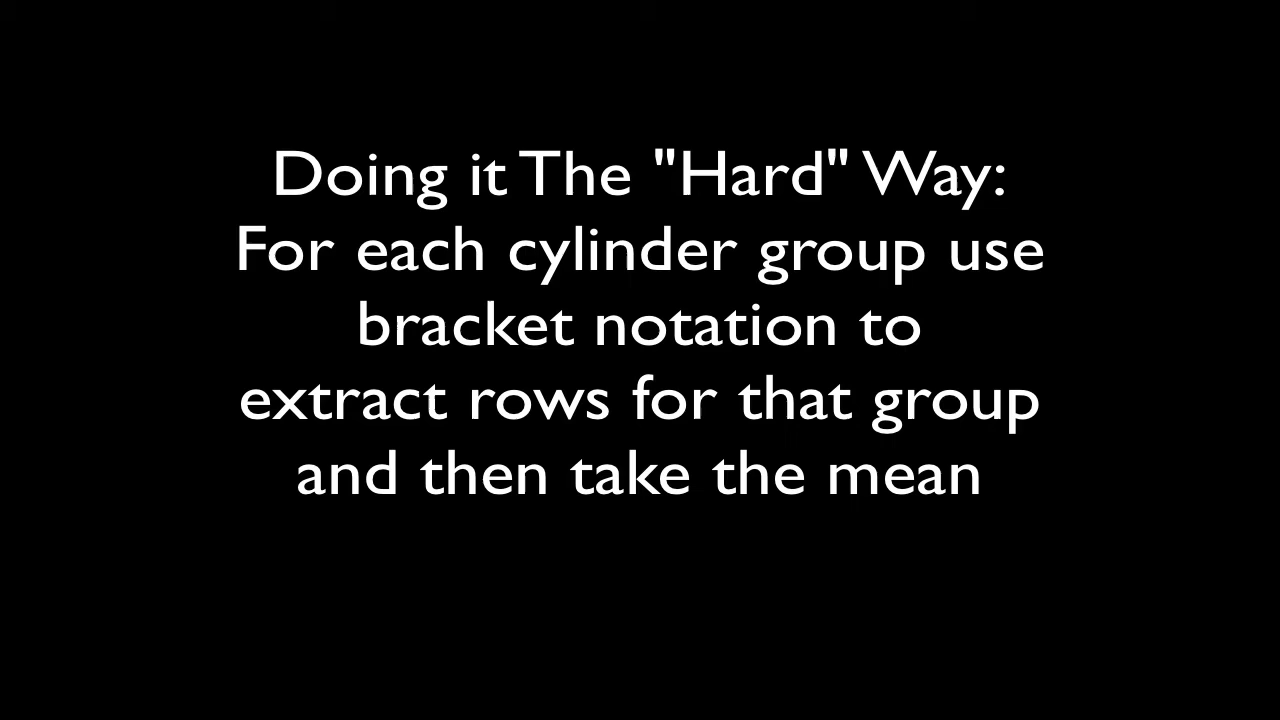 Doing it The "Hard" Way:
For each cylinder group use
bracket notation to
extract rows for that group
and then take the mean